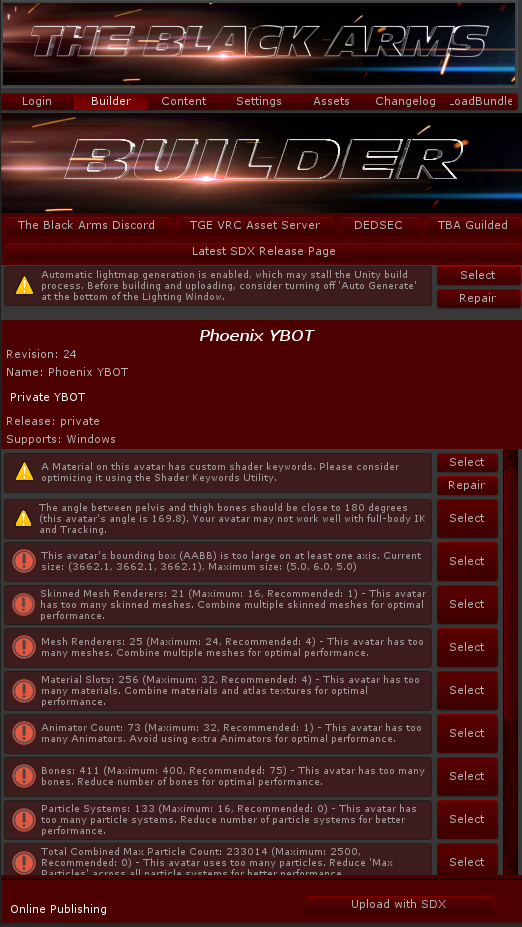 THE BLACK ARMS
Login Builder Content Settings Assets Changelog LoadBundle
BUILDER
The Black Arms Discord TGE VRC Asset Server DEDSEC TBA Guilded
Latest SDX Release Page
Automatic lightmap generation is enabled, which may stall the Unity build
process. Before building and uploading, consider turning off 'Auto Generate'
at the bottom of the Lighting Window.
Select
Repair
Phoenix YBOT
Revision: 24
Name: Phoenix YBOT
Private YBOT
Release: private
Supports: Windows
A Material on this avatar has custom shader keywords. Please consider
optimizing it using the Shader Keywords Utility.
Select
Repair
The angle between pelvis and thigh bones should be close to 180 degrees
(this avatar's angle is 169.8). Your avatar may not work well with full-body IK
and Tracking.
Select
This avatar's bounding box (AABB) is too large on at least one axis. Current
size: (3662.1, 3662.1, 3662.1), Maximum size: (5.0, 6.0, 5.0)
Select
Skinned Mesh Renderers: 21 (Maximum: 16, Recommended: 1) - This avatar
has too many skinned meshes. Combine multiple skinned meshes for optimal
performance.
Select
Mesh Renderers: 25 (Maximum: 24, Recommended: 4) - This avatar has too
many meshes. Combine multiple meshes for optimal performance.
Select
Material Slots: 256 (Maximum: 32, Recommended: 4) - This avatar has too
many materials. Combine materials and atlas textures for optimal
performance.
Select
Animator Count: 73 (Maximum: 32, Recommended: 1) - This avatar has too
many Animators. Avoid using extra Animators for optimal performance.
Select
Bones: 411 (Maximum: 400, Recommended: 75) - This avatar has too many
bones. Reduce number of bones for optimal performance.
Select
Particle Systems: 133 (Maximum: 16, Recommended: 0) - This avatar has
too many particle systems. Reduce number of particle systems for better
performance.
Select
Total Combined Max Particle Count: 233014 (Maximum: 2500,
Recommended: 0) - This avatar uses too many particles. Reduce 'Max
Particles' across all particle systems for better performance.
Select
Online Publishing
Upload with SDX